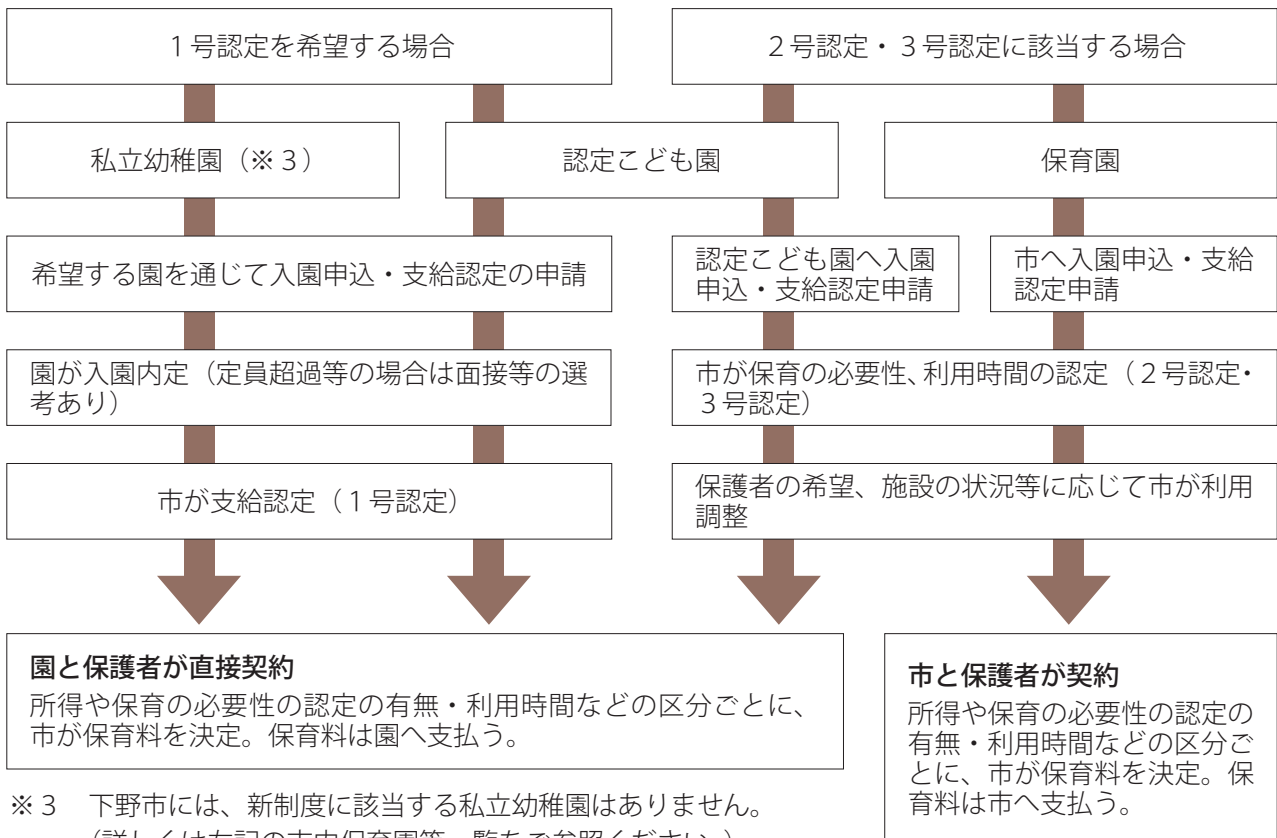 １号認定を希望する場合
２号認定・３号認定に該当する場合
私立幼稚園（※３）
認定こども園
保育園
希望する園を通じて入園申込・支給認定の申請
認定こども園へ入園
申込・支給認定申請
市へ入園申込・支給
認定申請
園が入園内定（定員超過等の場合は面接等の選
考あり）
市が保育の必要性、利用時間の認定（２号認定・
３号認定）
市が支給認定（１号認定）
保護者の希望、施設の状況等に応じて市が利用
調整
園と保護者が直接契約
所得や保育の必要性の認定の有無・利用時間などの区分ごとに、
市が保育料を決定。保育料は園へ支払う。
市と保護者が契約
所得や保育の必要性の認定の
有無・利用時間などの区分ご
とに、市が保育料を決定。保
育料は市へ支払う。
※３　下野市には、新制度に該当する私立幼稚園はありません。